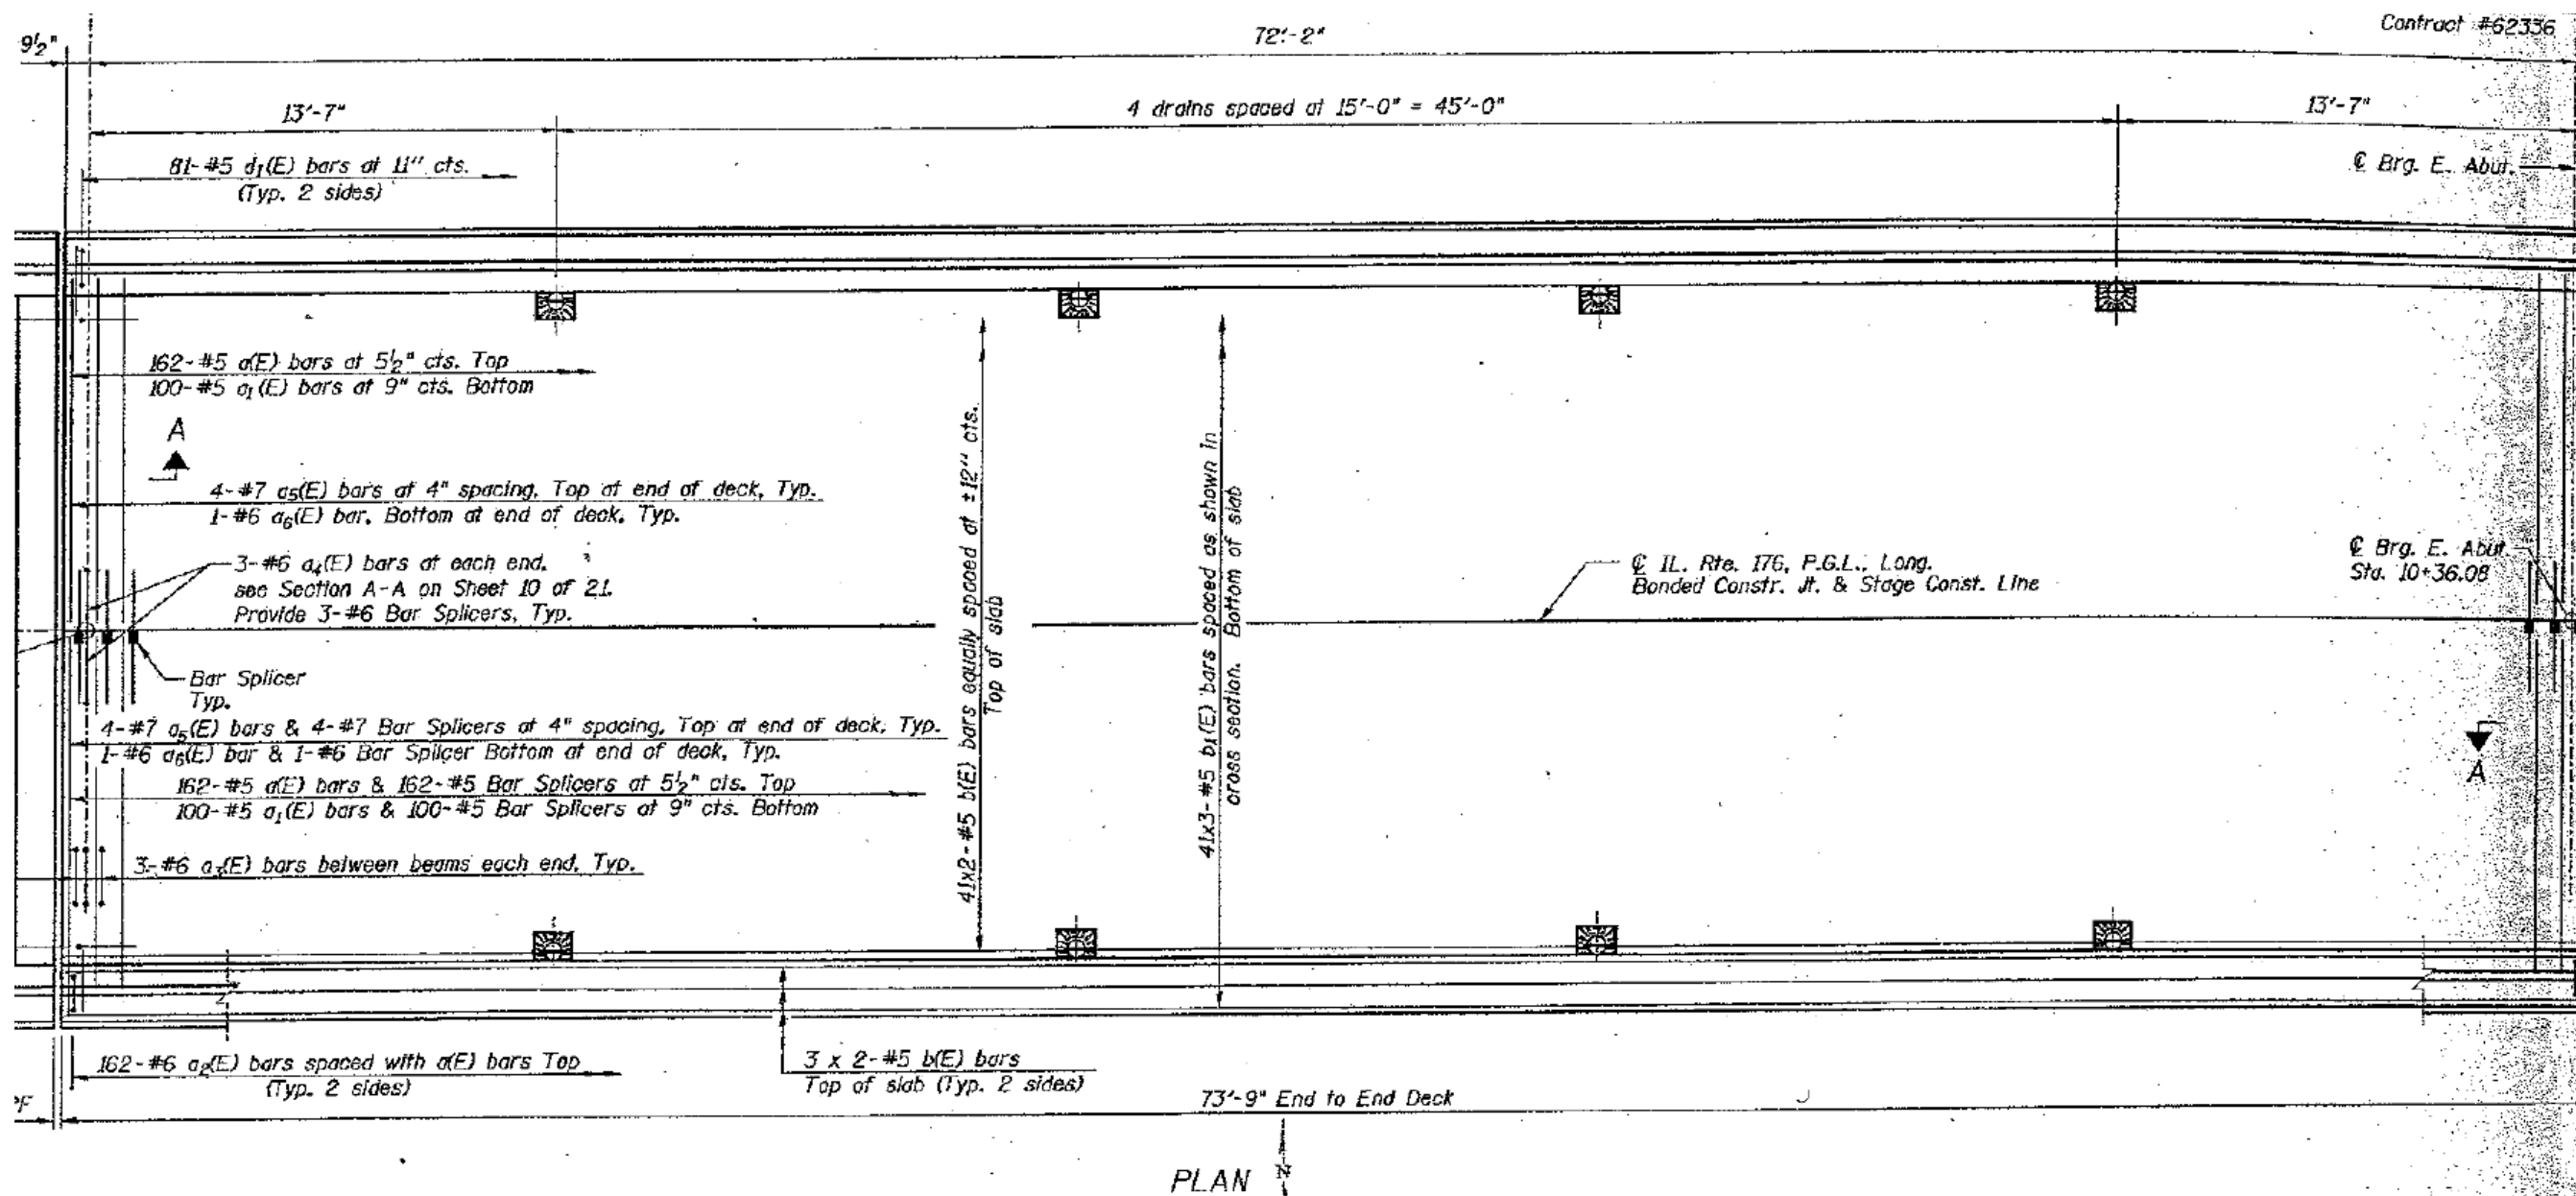 Contract #62336
9½"
72'-2"
13'-7"
4 drains spaced at 15'-0" = 45'-0"
13'-7"
81-#5 d₁(E) bars at 11" cts.
(Typ. 2 sides)
℄ Brg. E. Abut.
162-#5 a(E) bars at 5½" cts. Top
100-#5 a₁(E) bars at 9" cts. Bottom
A
4-#7 a₅(E) bars at 4" spacing, Top at end of deck, Typ.
1-#6 a₆(E) bar, Bottom at end of deck, Typ.
3-#6 a₄(E) bars at each end.
see Section A-A on Sheet 10 of 21.
Provide 3-#6 Bar Splicers, Typ.
41x2-#5 b(E) bars equally spaced at ±12" cts.
Top of slab
41x3-#5 b₁(E) bars spaced as shown in
cross section. Bottom of slab
℄ IL. Rte. 176, P.G.L., Long.
Bonded Constr. Jt. & Stage Const. Line
℄ Brg. E. Abut.
Sta. 10+36.08
Bar Splicer
Typ.
4-#7 a₅(E) bars & 4-#7 Bar Splicers at 4" spacing, Top at end of deck, Typ.
1-#6 a₆(E) bar & 1-#6 Bar Splicer Bottom at end of deck, Typ.
162-#5 a(E) bars & 162-#5 Bar Splicers at 5½" cts. Top
100-#5 a₁(E) bars & 100-#5 Bar Splicers at 9" cts. Bottom
A
3-#6 a₃(E) bars between beams each end, Typ.
162-#6 a₂(E) bars spaced with a(E) bars Top
(Typ. 2 sides)
3 x 2-#5 b(E) bars
Top of slab (Typ. 2 sides)
73'-9" End to End Deck
PLAN
N